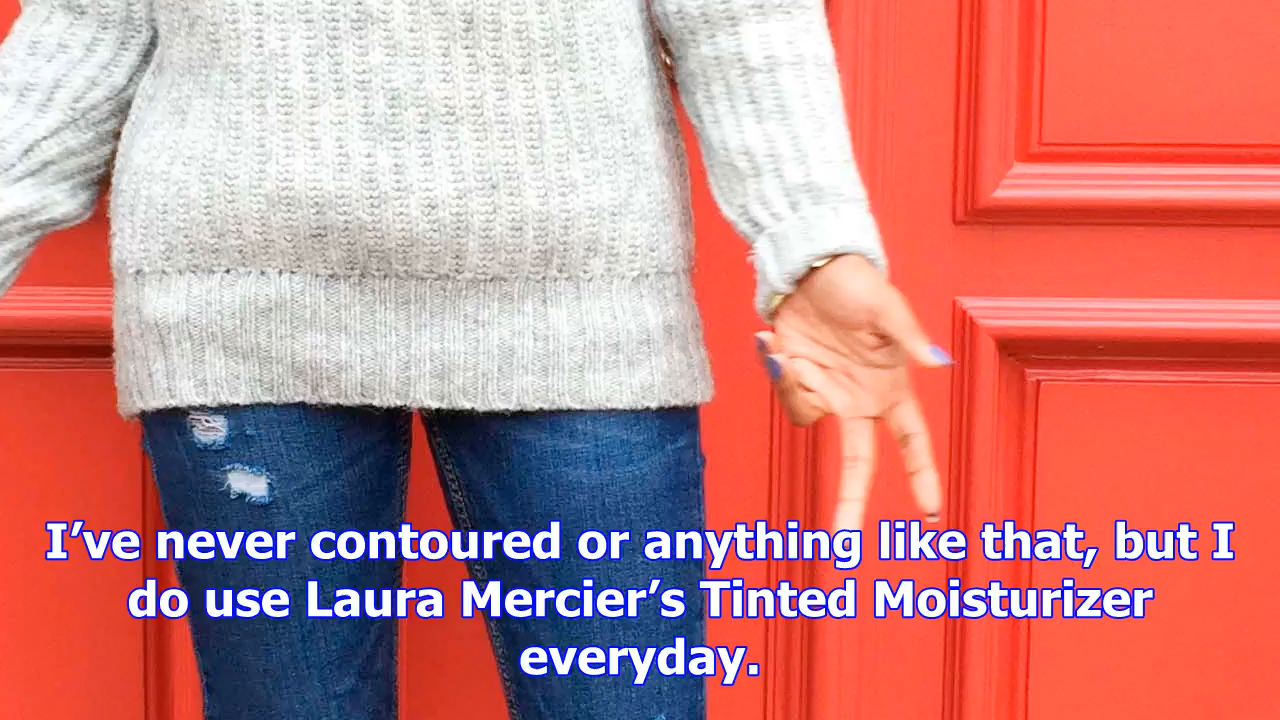 I’ve never contoured or anything like that, but I
do use Laura Mercier’s Tinted Moisturizer
everyday.